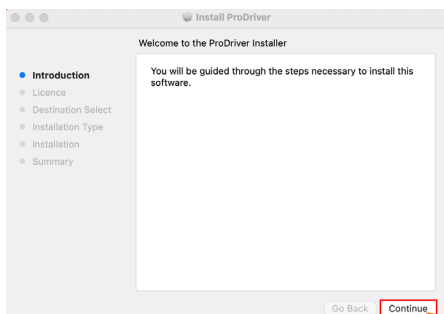 Install ProDriver
Welcome to the ProDriver Installer
Introduction
Licence
Destination Select
Installation Type
Installation
Summary
You will be guided through the steps necessary to install this
software.
Go Back
Continue